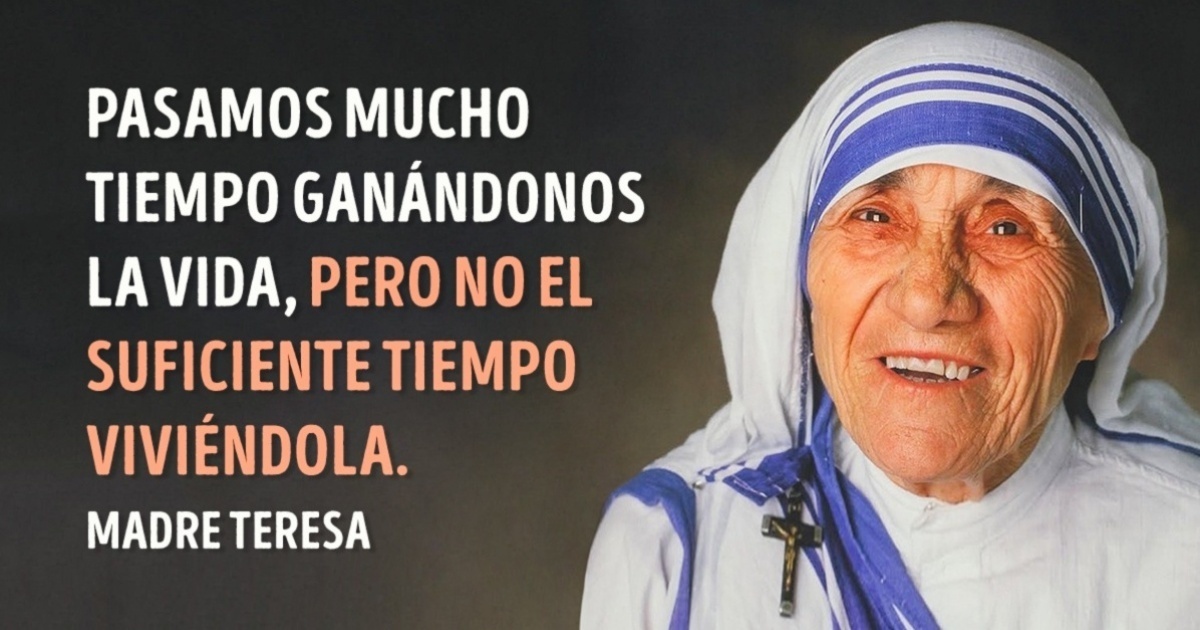 PASAMOS MUCHO
TIEMPO GANÁNDONOS
LA VIDA, PERO NO EL
SUFICIENTE TIEMPO
VIVIÉNDOLA.
MADRE TERESA